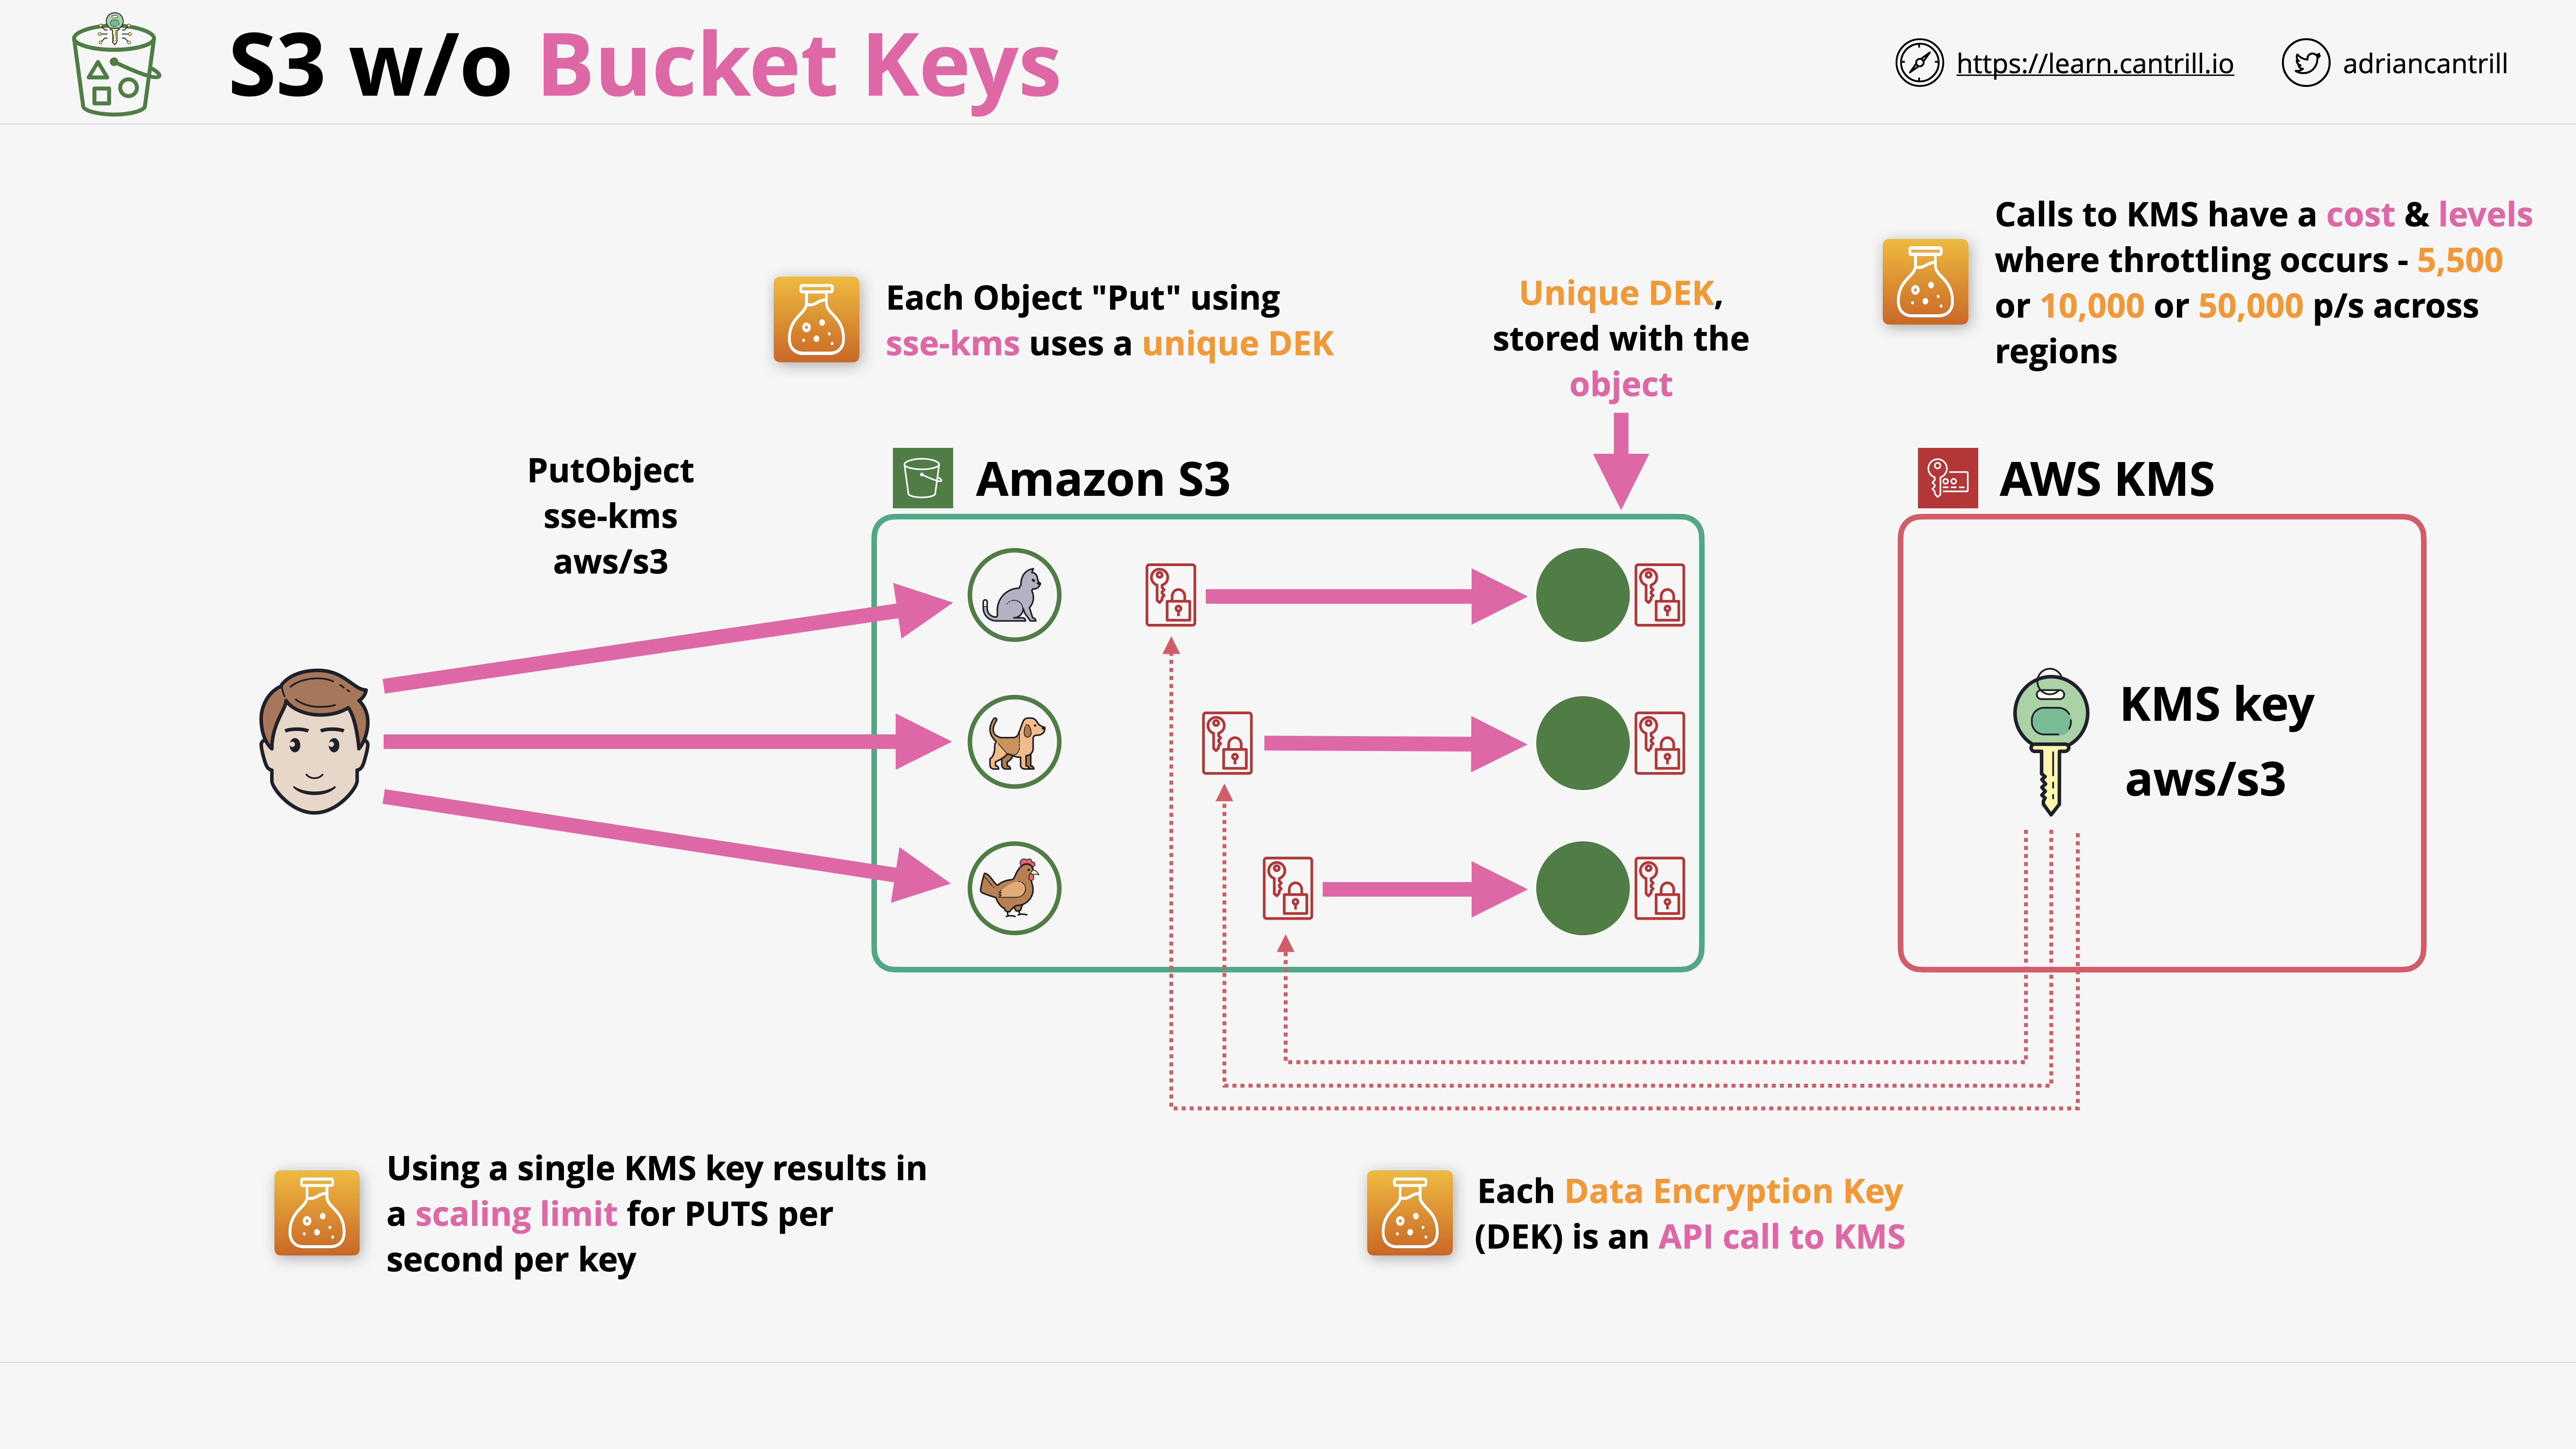 S3 w/o Bucket Keys
https://learn.cantrill.io
adriancantrill
Calls to KMS have a cost & levels
where throttling occurs - 5,500
or 10,000 or 50,000 p/s across
regions
Each Object "Put" using
sse-kms uses a unique DEK
Unique DEK,
stored with the
object
PutObject
sse-kms
aws/s3
Amazon S3
AWS KMS
KMS key
aws/s3
Using a single KMS key results in
a scaling limit for PUTS per
second per key
Each Data Encryption Key
(DEK) is an API call to KMS